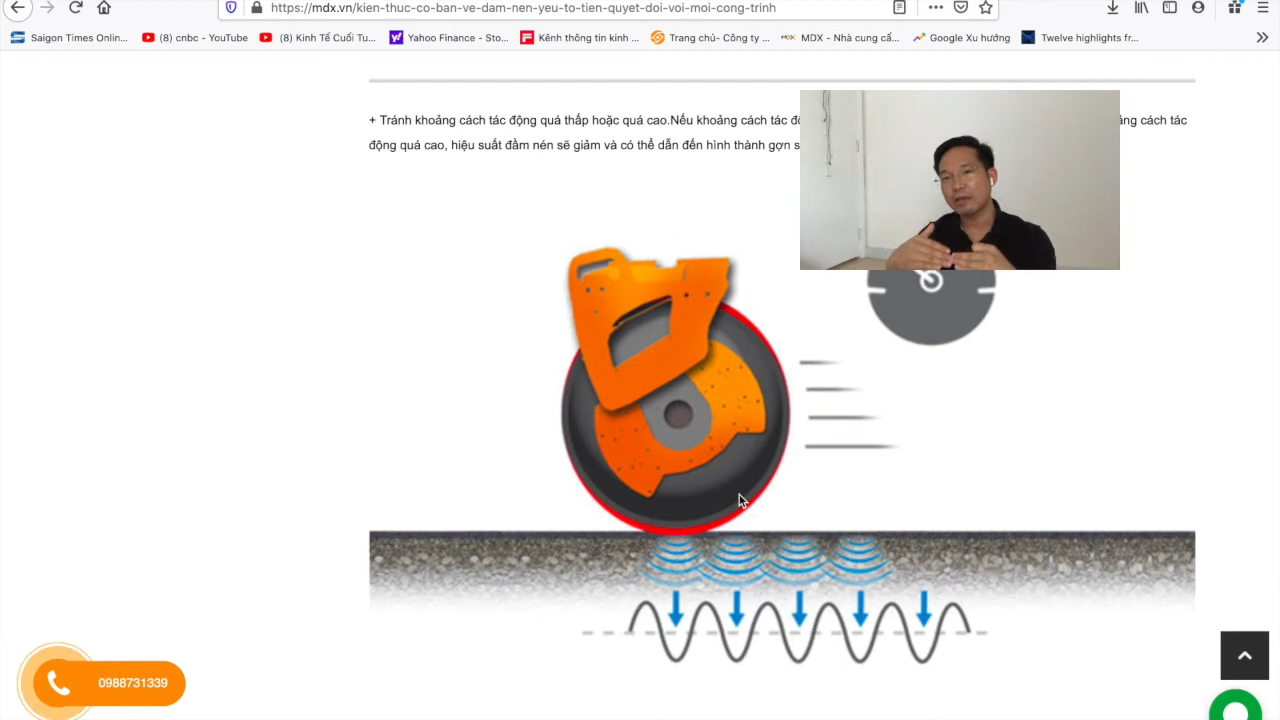 https://mdx.vn/kien-thuc-co-ban-ve-dam-nen-yeu-to-tien-quyet-doi-voi-moi-cong-trinh
Saigon Times Onlin...
(8) cnbc - YouTube
(8) Kinh Tế Cuối Tu...
Yahoo Finance - Sto...
Kênh thông tin kinh ...
Trang chủ- Công ty ...
MDX - Nhà cung cấ...
Google Xu hướng
Twelve highlights fr...
+ Tránh khoảng cách tác động quá thấp hoặc quá cao.Nếu khoảng cách tác cách tác
động quá cao, hiệu suất đầm nén sẽ giảm và có thể dẫn đến hình thành gợn
0988731339